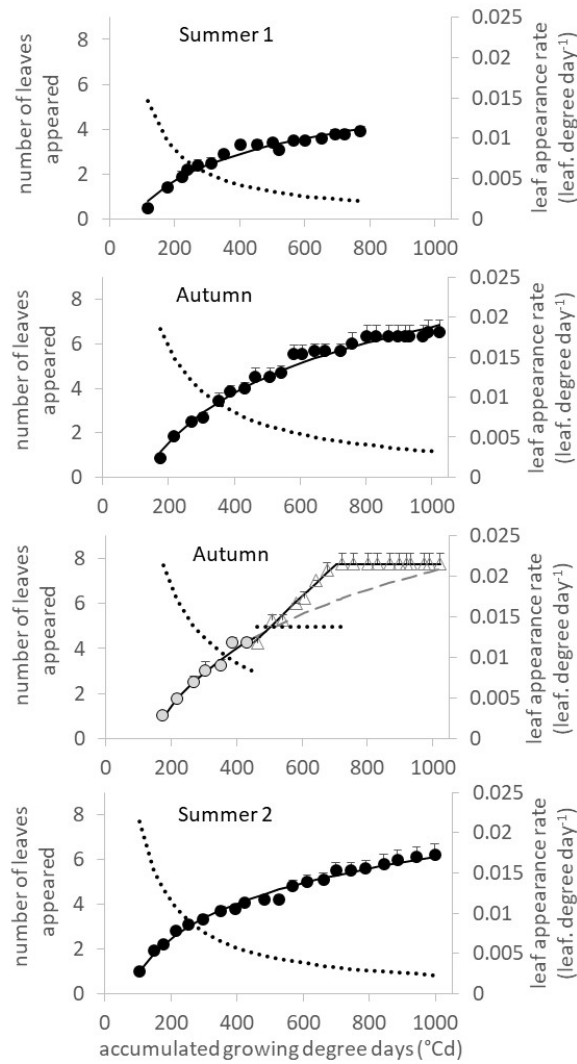 Summer 1
number of leaves
appeared
8
6
4
2
0
0.025
0.02
0.015
0.01
0.005
0
leaf appearance rate
(leaf. degree day-1)
0 200 400 600 800 1000
Autumn
number of leaves
appeared
8
6
4
2
0
0.025
0.02
0.015
0.01
0.005
0
leaf appearance rate
(leaf. degree day-1)
0 200 400 600 800 1000
Autumn
number of leaves
appeared
8
6
4
2
0
0.025
0.02
0.015
0.01
0.005
0
leaf appearance rate
(leaf. degree day-1)
0 200 400 600 800 1000
Summer 2
number of leaves
appeared
8
6
4
2
0
0.025
0.02
0.015
0.01
0.005
0
leaf appearance rate
(leaf. degree day-1)
0 200 400 600 800 1000
accumulated growing degree days (°Cd)